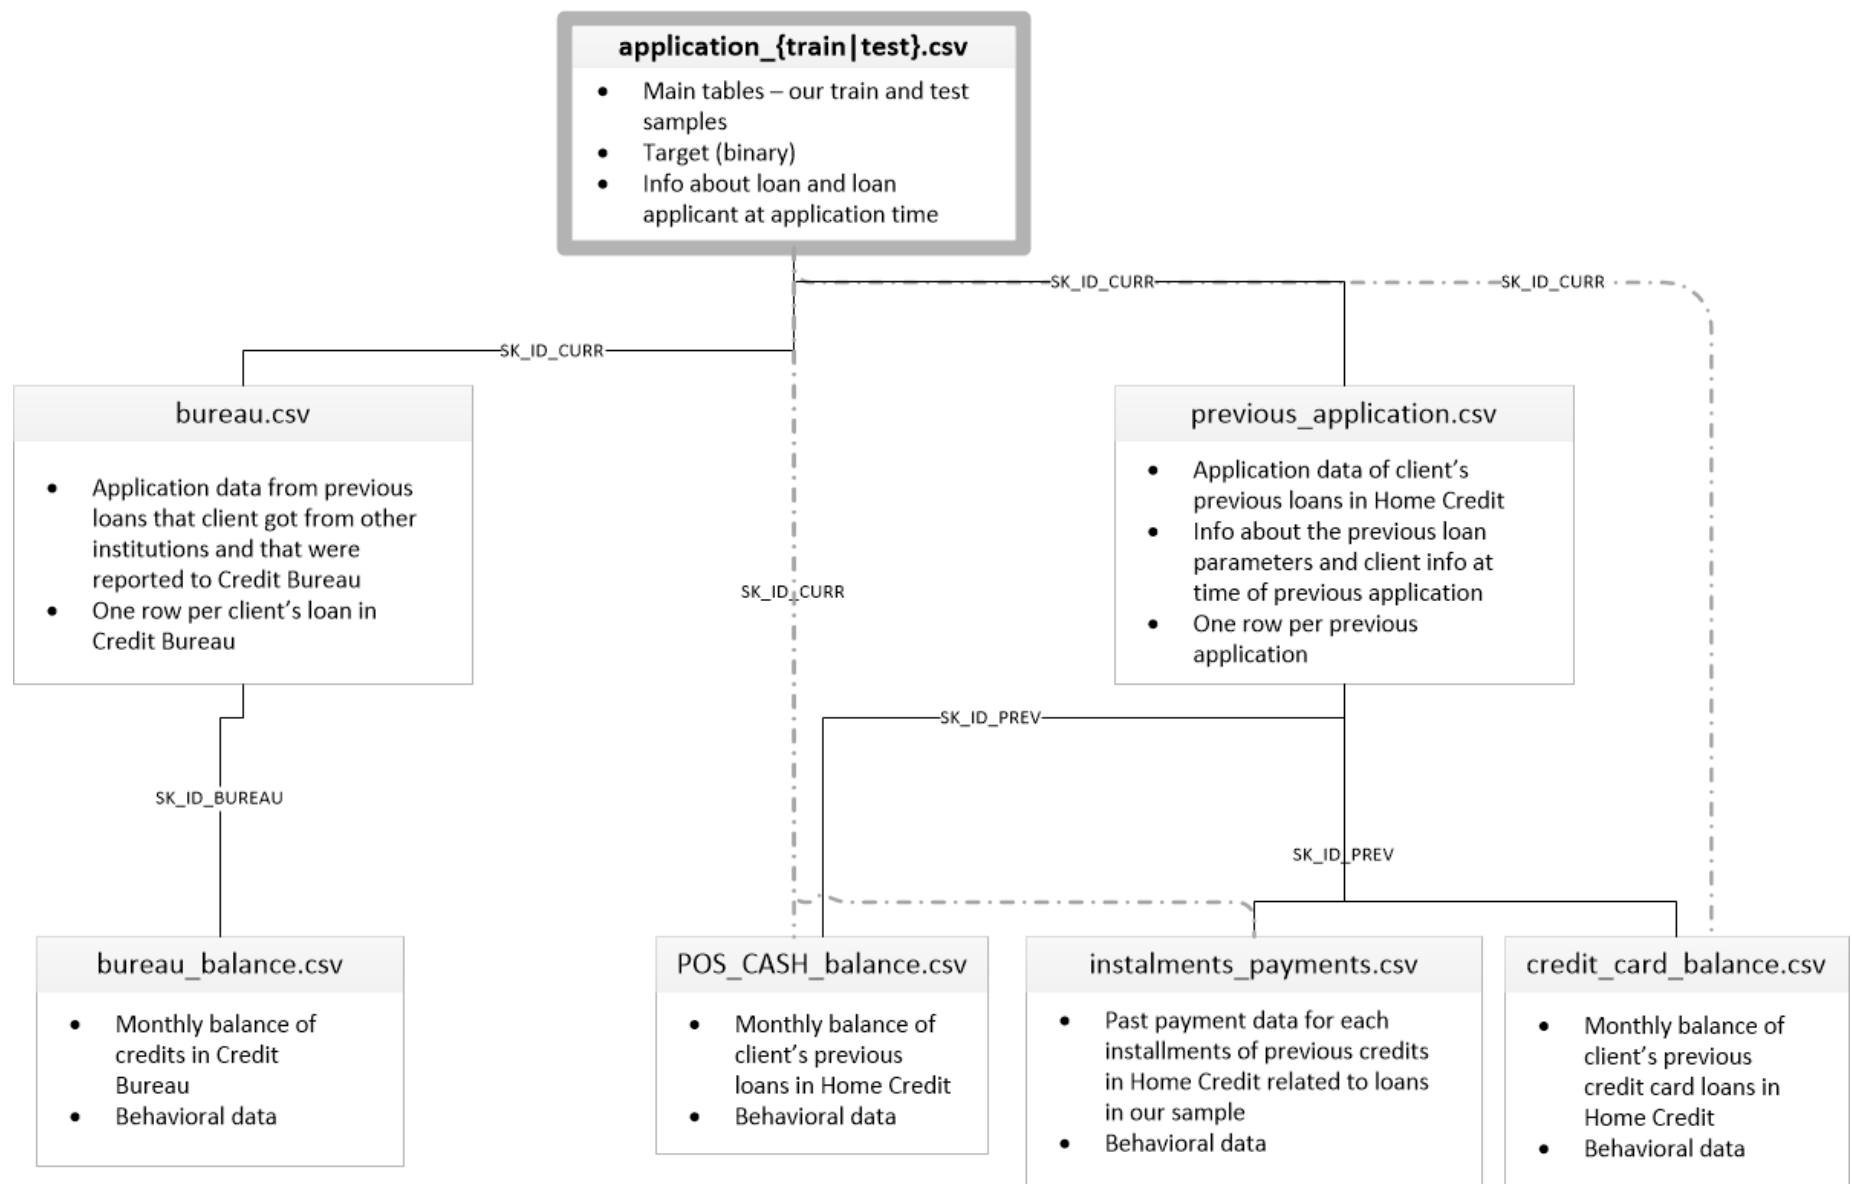 application_{train|test}.csv
• Main tables – our train and test
samples
• Target (binary)
• Info about loan and loan
applicant at application time
SK_ID_CURR
SK_ID_CURR
SK_ID_CURR
bureau.csv
• Application data from previous
loans that client got from other
institutions and that were
reported to Credit Bureau
• One row per client’s loan in
Credit Bureau
previous_application.csv
• Application data of client’s
previous loans in Home Credit
• Info about the previous loan
parameters and client info at
time of previous application
• One row per previous
application
SK_ID_CURR
SK_ID_PREV
SK_ID_BUREAU
SK_ID_PREV
bureau_balance.csv
• Monthly balance of
credits in Credit
Bureau
• Behavioral data
POS_CASH_balance.csv
• Monthly balance of
client’s previous
loans in Home Credit
• Behavioral data
instalments_payments.csv
• Past payment data for each
installments of previous credits
in Home Credit related to loans
in our sample
• Behavioral data
credit_card_balance.csv
• Monthly balance of
client’s previous
credit card loans in
Home Credit
• Behavioral data